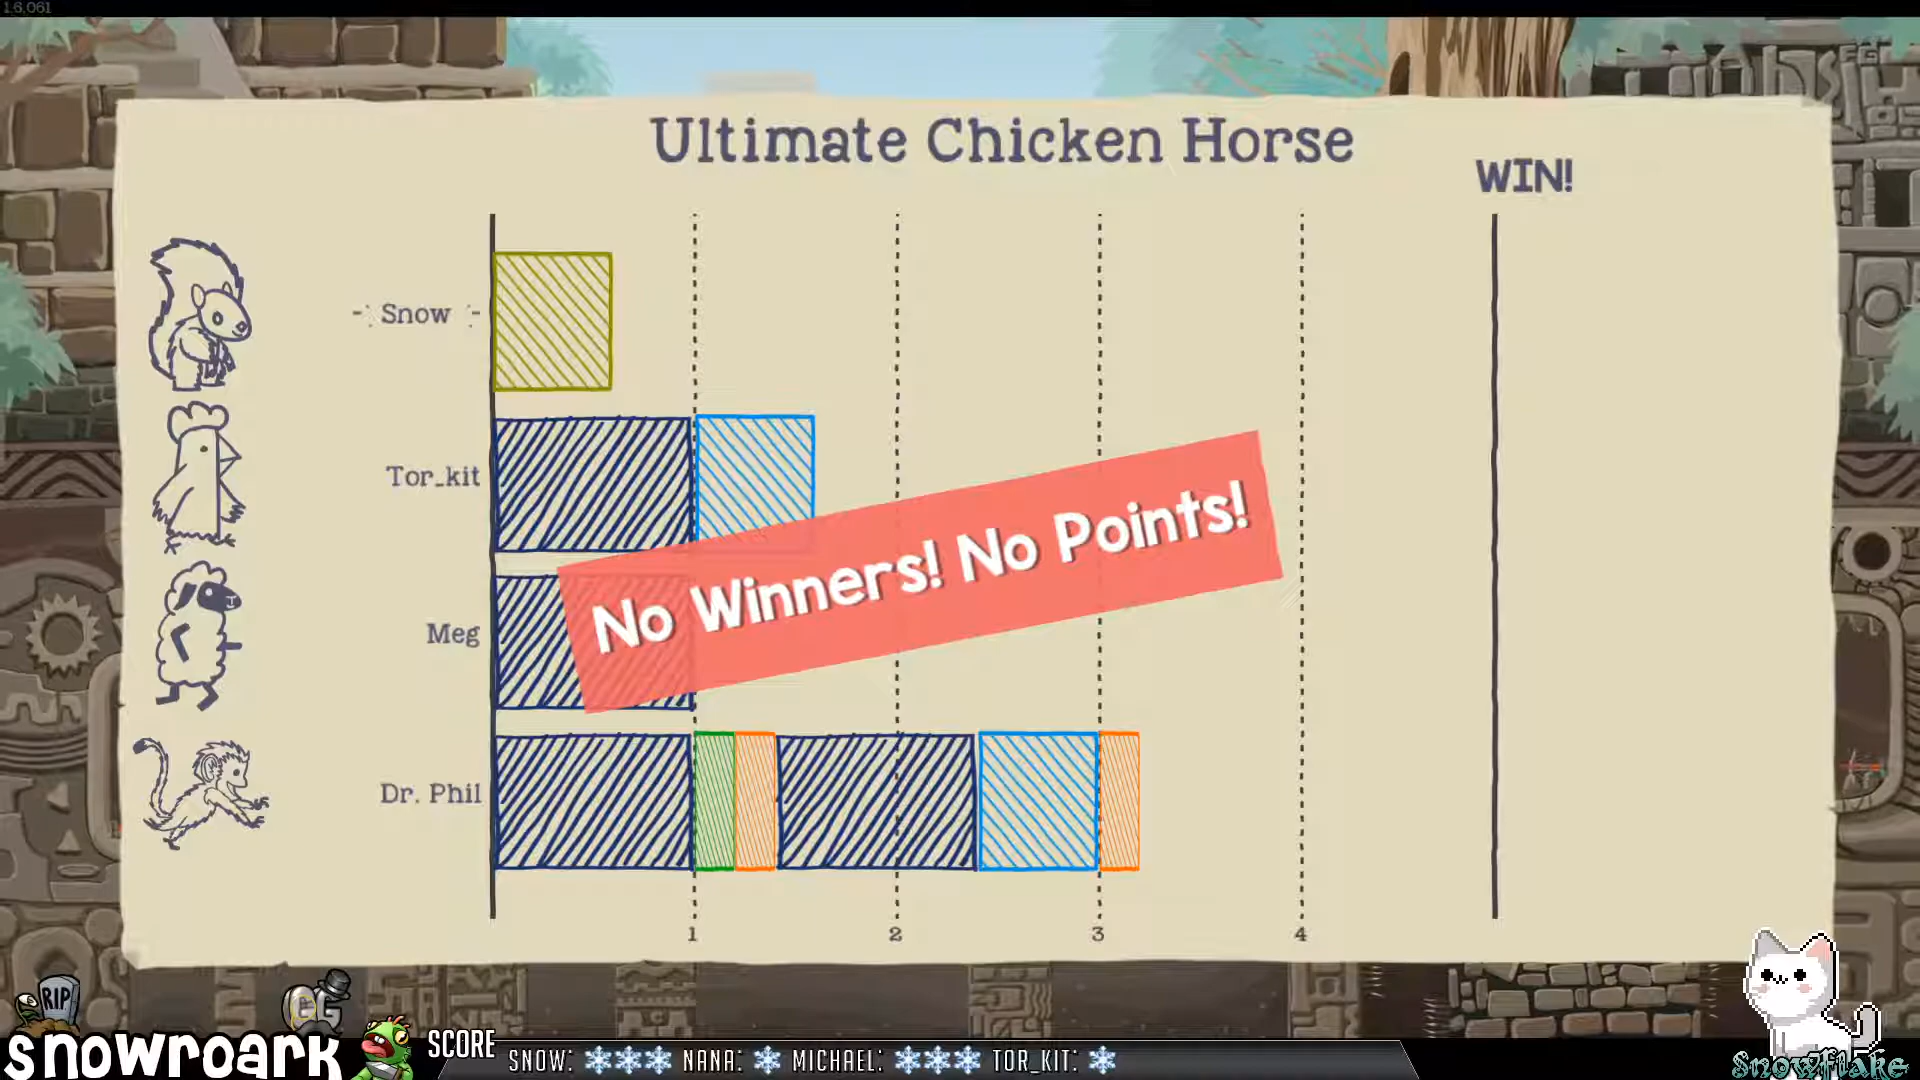 1.6.061
Ultimate Chicken Horse
WIN!
Snow
Tor_kit
Meg
Dr. Phil
No Winners! No Points!
1 2 3 4
RIP
snowroark
SCORE
SNOW: NANA: MICHAEL: TOR_KIT:
Snowflake